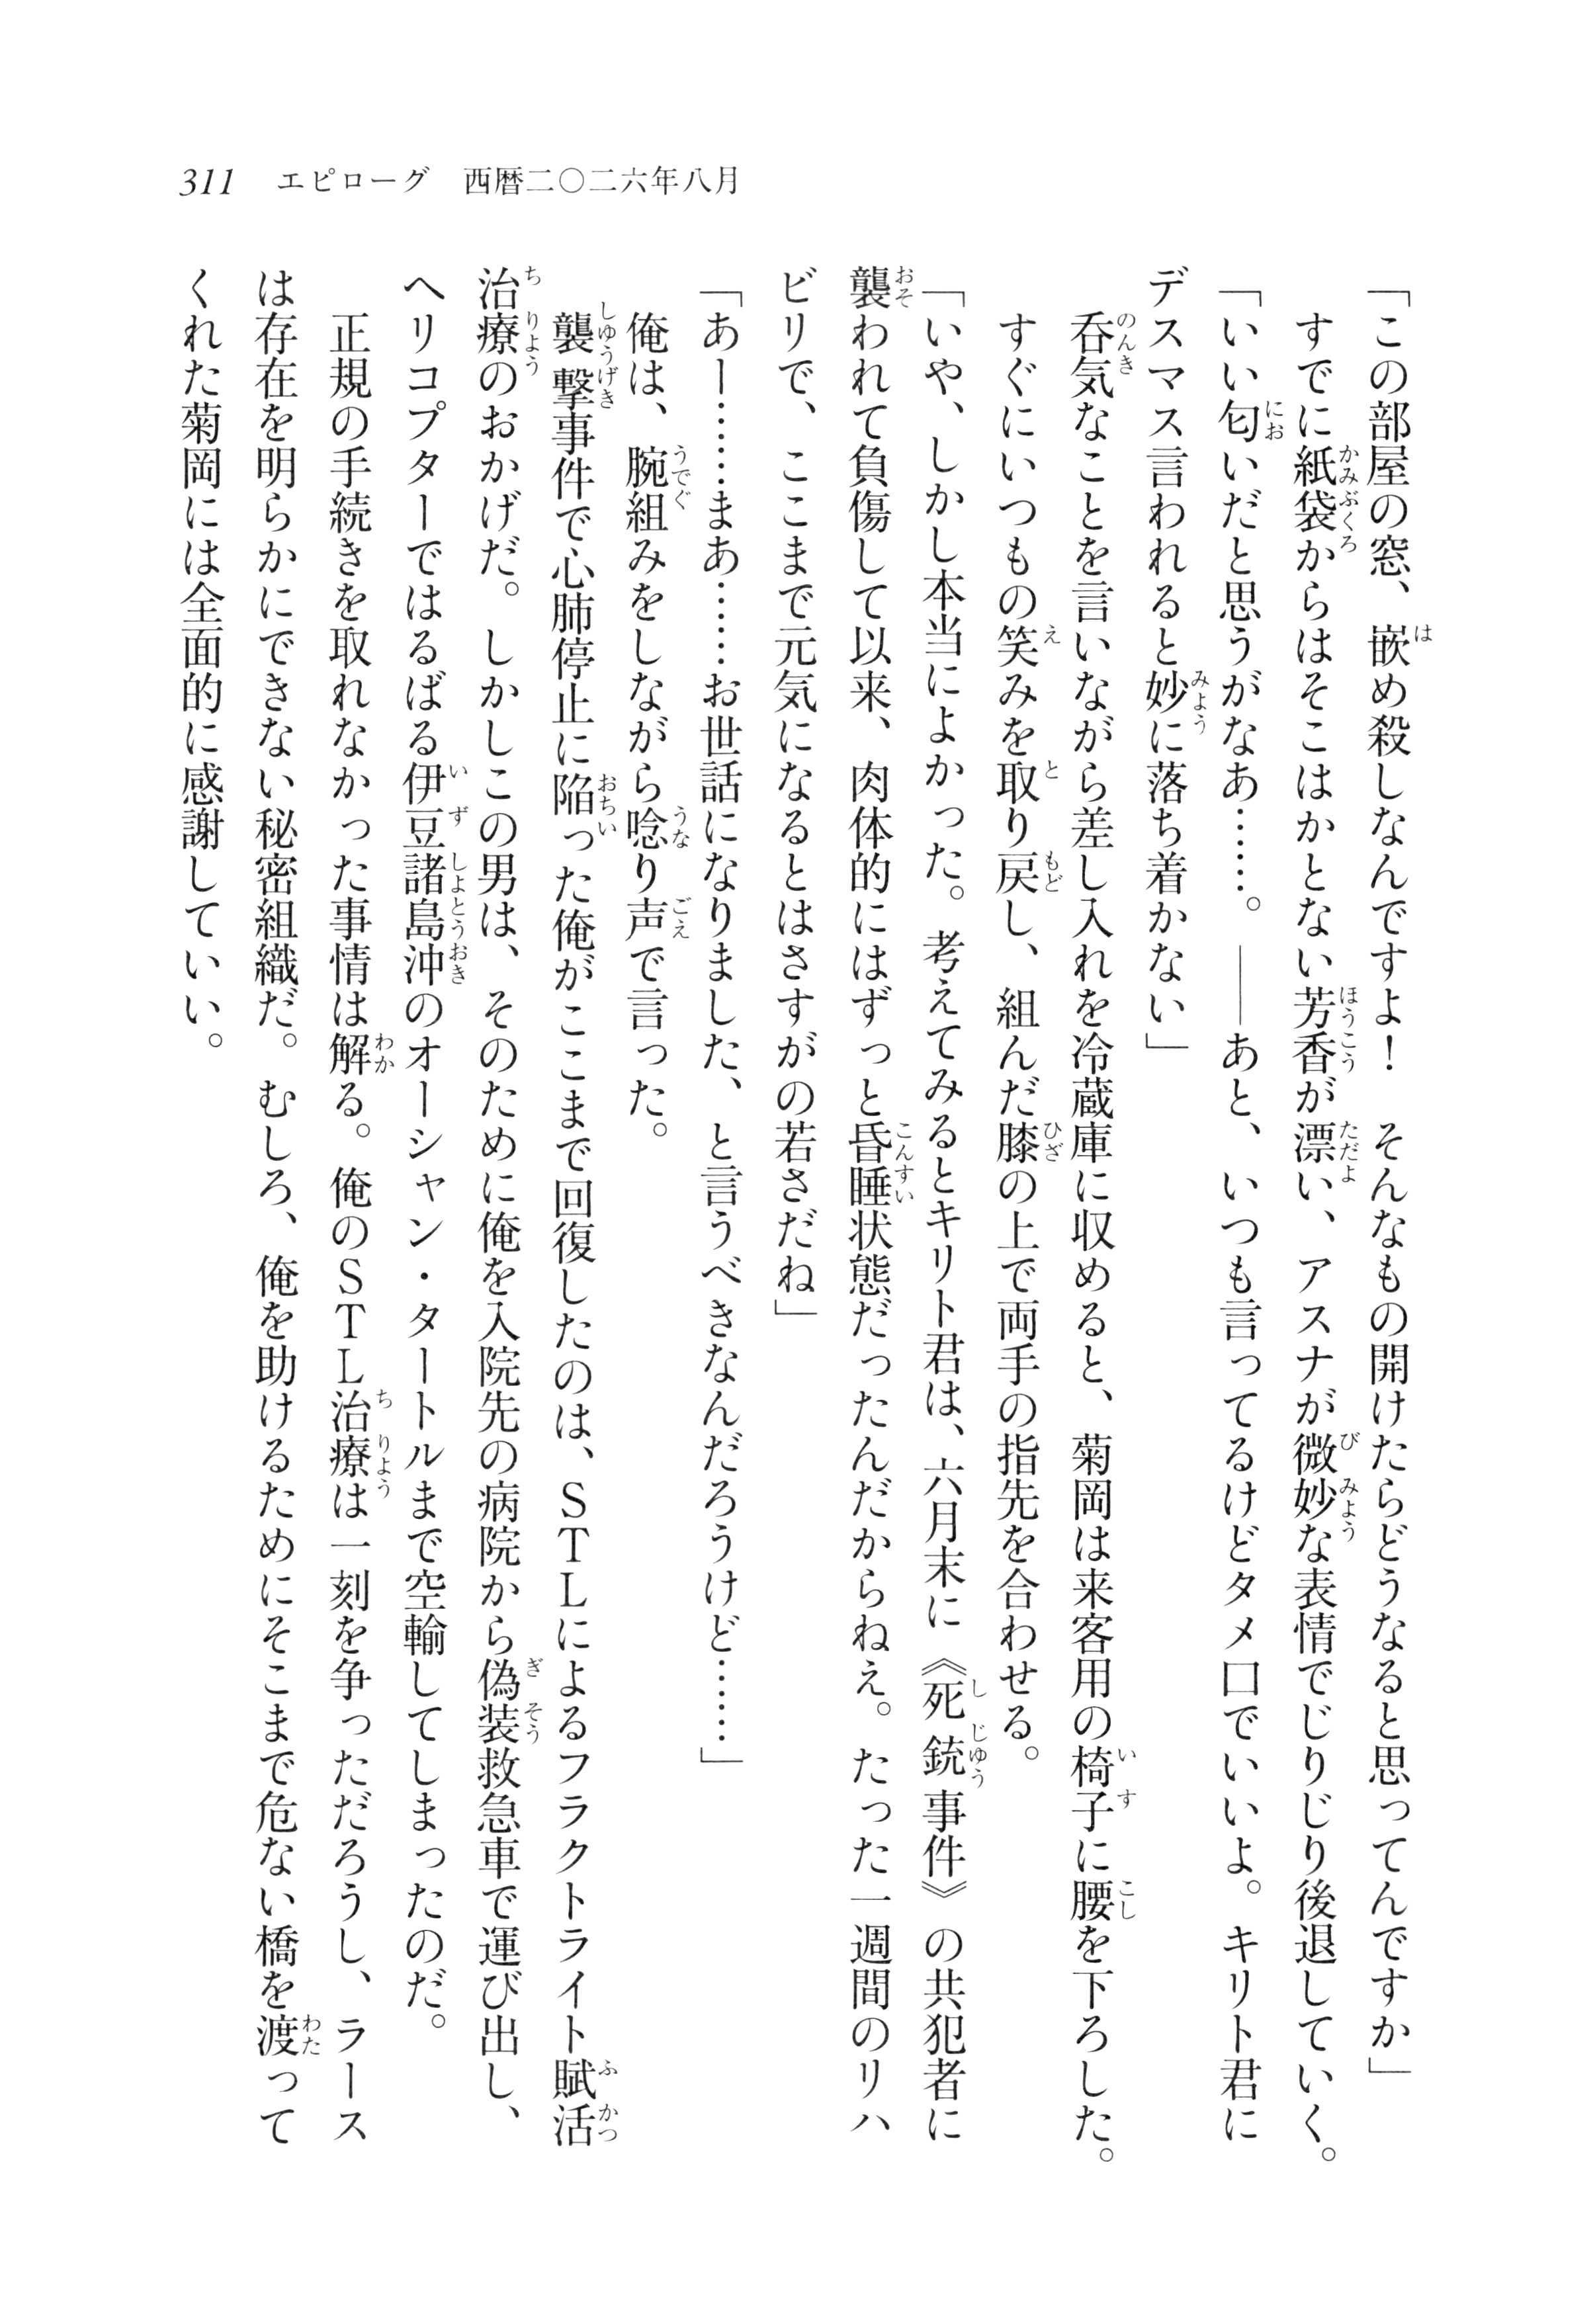 311　エピローグ　西暦二〇二六年八月
「この部屋の窓、嵌め殺しなんですよ！　そんなもの開けたらどうなると思ってんですか」
すでに紙袋からはそこはかとない芳香が漂い、アスナが微妙な表情でじりじり後退していく。
「いい匂いだと思うがなあ……。――あと、いつも言ってるけどタメ口でいいよ。キリト君に
デスマス言われると妙に落ち着かない」
呑気なことを言いながら差し入れを冷蔵庫に収めると、菊岡は来客用の椅子に腰を下ろした。
すぐにいつもの笑みを取り戻し、組んだ膝の上で両手の指先を合わせる。
「いや、しかし本当によかった。考えてみるとキリト君は、六月末に《死銃事件》の共犯者に
襲われて負傷して以来、肉体的にはずっと昏睡状態だったんだからねえ。たった一週間のリハ
ビリで、ここまで元気になるとはさすがの若さだね」
「あー……まあ……お世話になりました、と言うべきなんだろうけど……」
俺は、腕組みをしながら唸り声で言った。
襲撃事件で心肺停止に陥った俺がここまで回復したのは、ＳＴＬによるフラクトライト賦活
治療のおかげだ。しかしこの男は、そのために俺を入院先の病院から偽装救急車で運び出し、
ヘリコプターではるばる伊豆諸島沖のオーシャン・タートルまで空輸してしまったのだ。
正規の手続きを取れなかった事情は解る。俺のＳＴＬ治療は一刻を争っただろうし、ラース
は存在を明らかにできない秘密組織だ。むしろ、俺を助けるためにそこまで危ない橋を渡って
くれた菊岡には全面的に感謝していい。